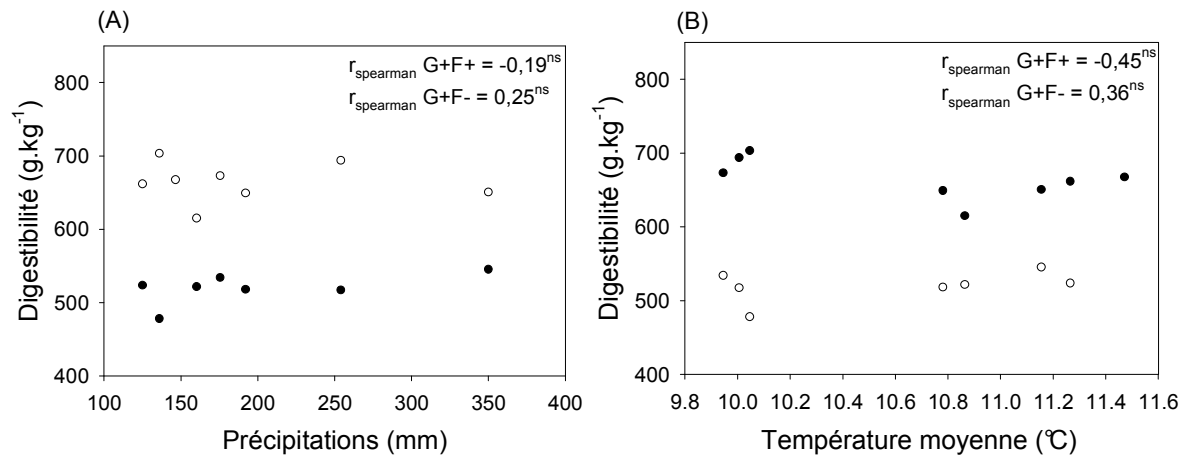 (A)
r_spearman G+F+ = -0,19^ns
r_spearman G+F- = 0,25^ns
Digestibilité (g.kg^-1)
800
700
600
500
400
100 150 200 250 300 350 400
Précipitations (mm)
(B)
r_spearman G+F+ = -0,45^ns
r_spearman G+F- = 0,36^ns
Digestibilité (g.kg^-1)
800
700
600
500
400
9.8 10.0 10.2 10.4 10.6 10.8 11.0 11.2 11.4 11.6
Température moyenne (°C)